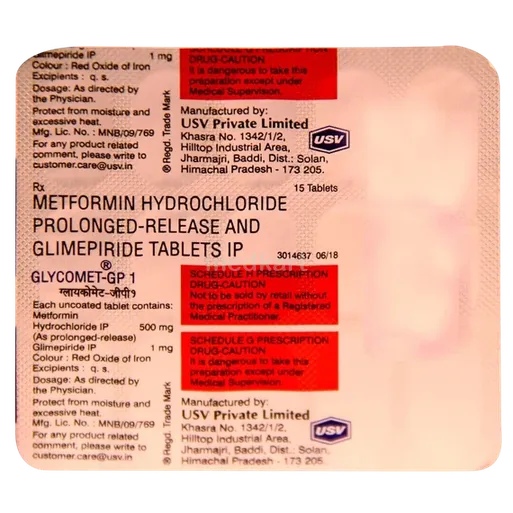 Glimepiride IP 1 mg
Colour : Red Oxide of Iron
Excipients : q. s.
Dosage: As directed by
the Physician.
Protect from moisture and
excessive heat.
Mfg. Lic. No. : MNB/09/769
For any product related
comment, please write to
customer.care@usv.in
® Regd. Trade Mark
DRUG-CAUTION
It is dangerous to take this
preparation except under
Medical Supervision.
Manufactured by:
USV Private Limited
Khasra No. 1342/1/2,
Hilltop Industrial Area,
Jharmajri, Baddi, Dist.: Solan,
Himachal Pradesh - 173 205.
USV
Rx
15 Tablets
METFORMIN HYDROCHLORIDE
PROLONGED-RELEASE AND
GLIMEPIRIDE TABLETS IP
3014637 06/18
medkart
GLYCOMET-GP 1®
ग्लायकोमेट-जीपी१
Each uncoated tablet contains:
Metformin
Hydrochloride IP 500 mg
(As prolonged-release)
Glimepiride IP 1 mg
Colour : Red Oxide of Iron
Excipients : q. s.
Dosage: As directed by
the Physician.
Protect from moisture and
excessive heat.
Mfg. Lic. No. : MNB/09/769
For any product related
comment, please write to
customer.care@usv.in
® Regd. Trade Mark
SCHEDULE H PRESCRIPTION
DRUG-CAUTION
Not to be sold by retail without
the prescription of a Registered
Medical Practitioner.
SCHEDULE G PRESCRIPTION
DRUG-CAUTION
It is dangerous to take this
preparation except under
Medical Supervision.
Manufactured by:
USV Private Limited
Khasra No. 1342/1/2,
Hilltop Industrial Area,
Jharmajri, Baddi, Dist.: Solan,
Himachal Pradesh - 173 205.
USV